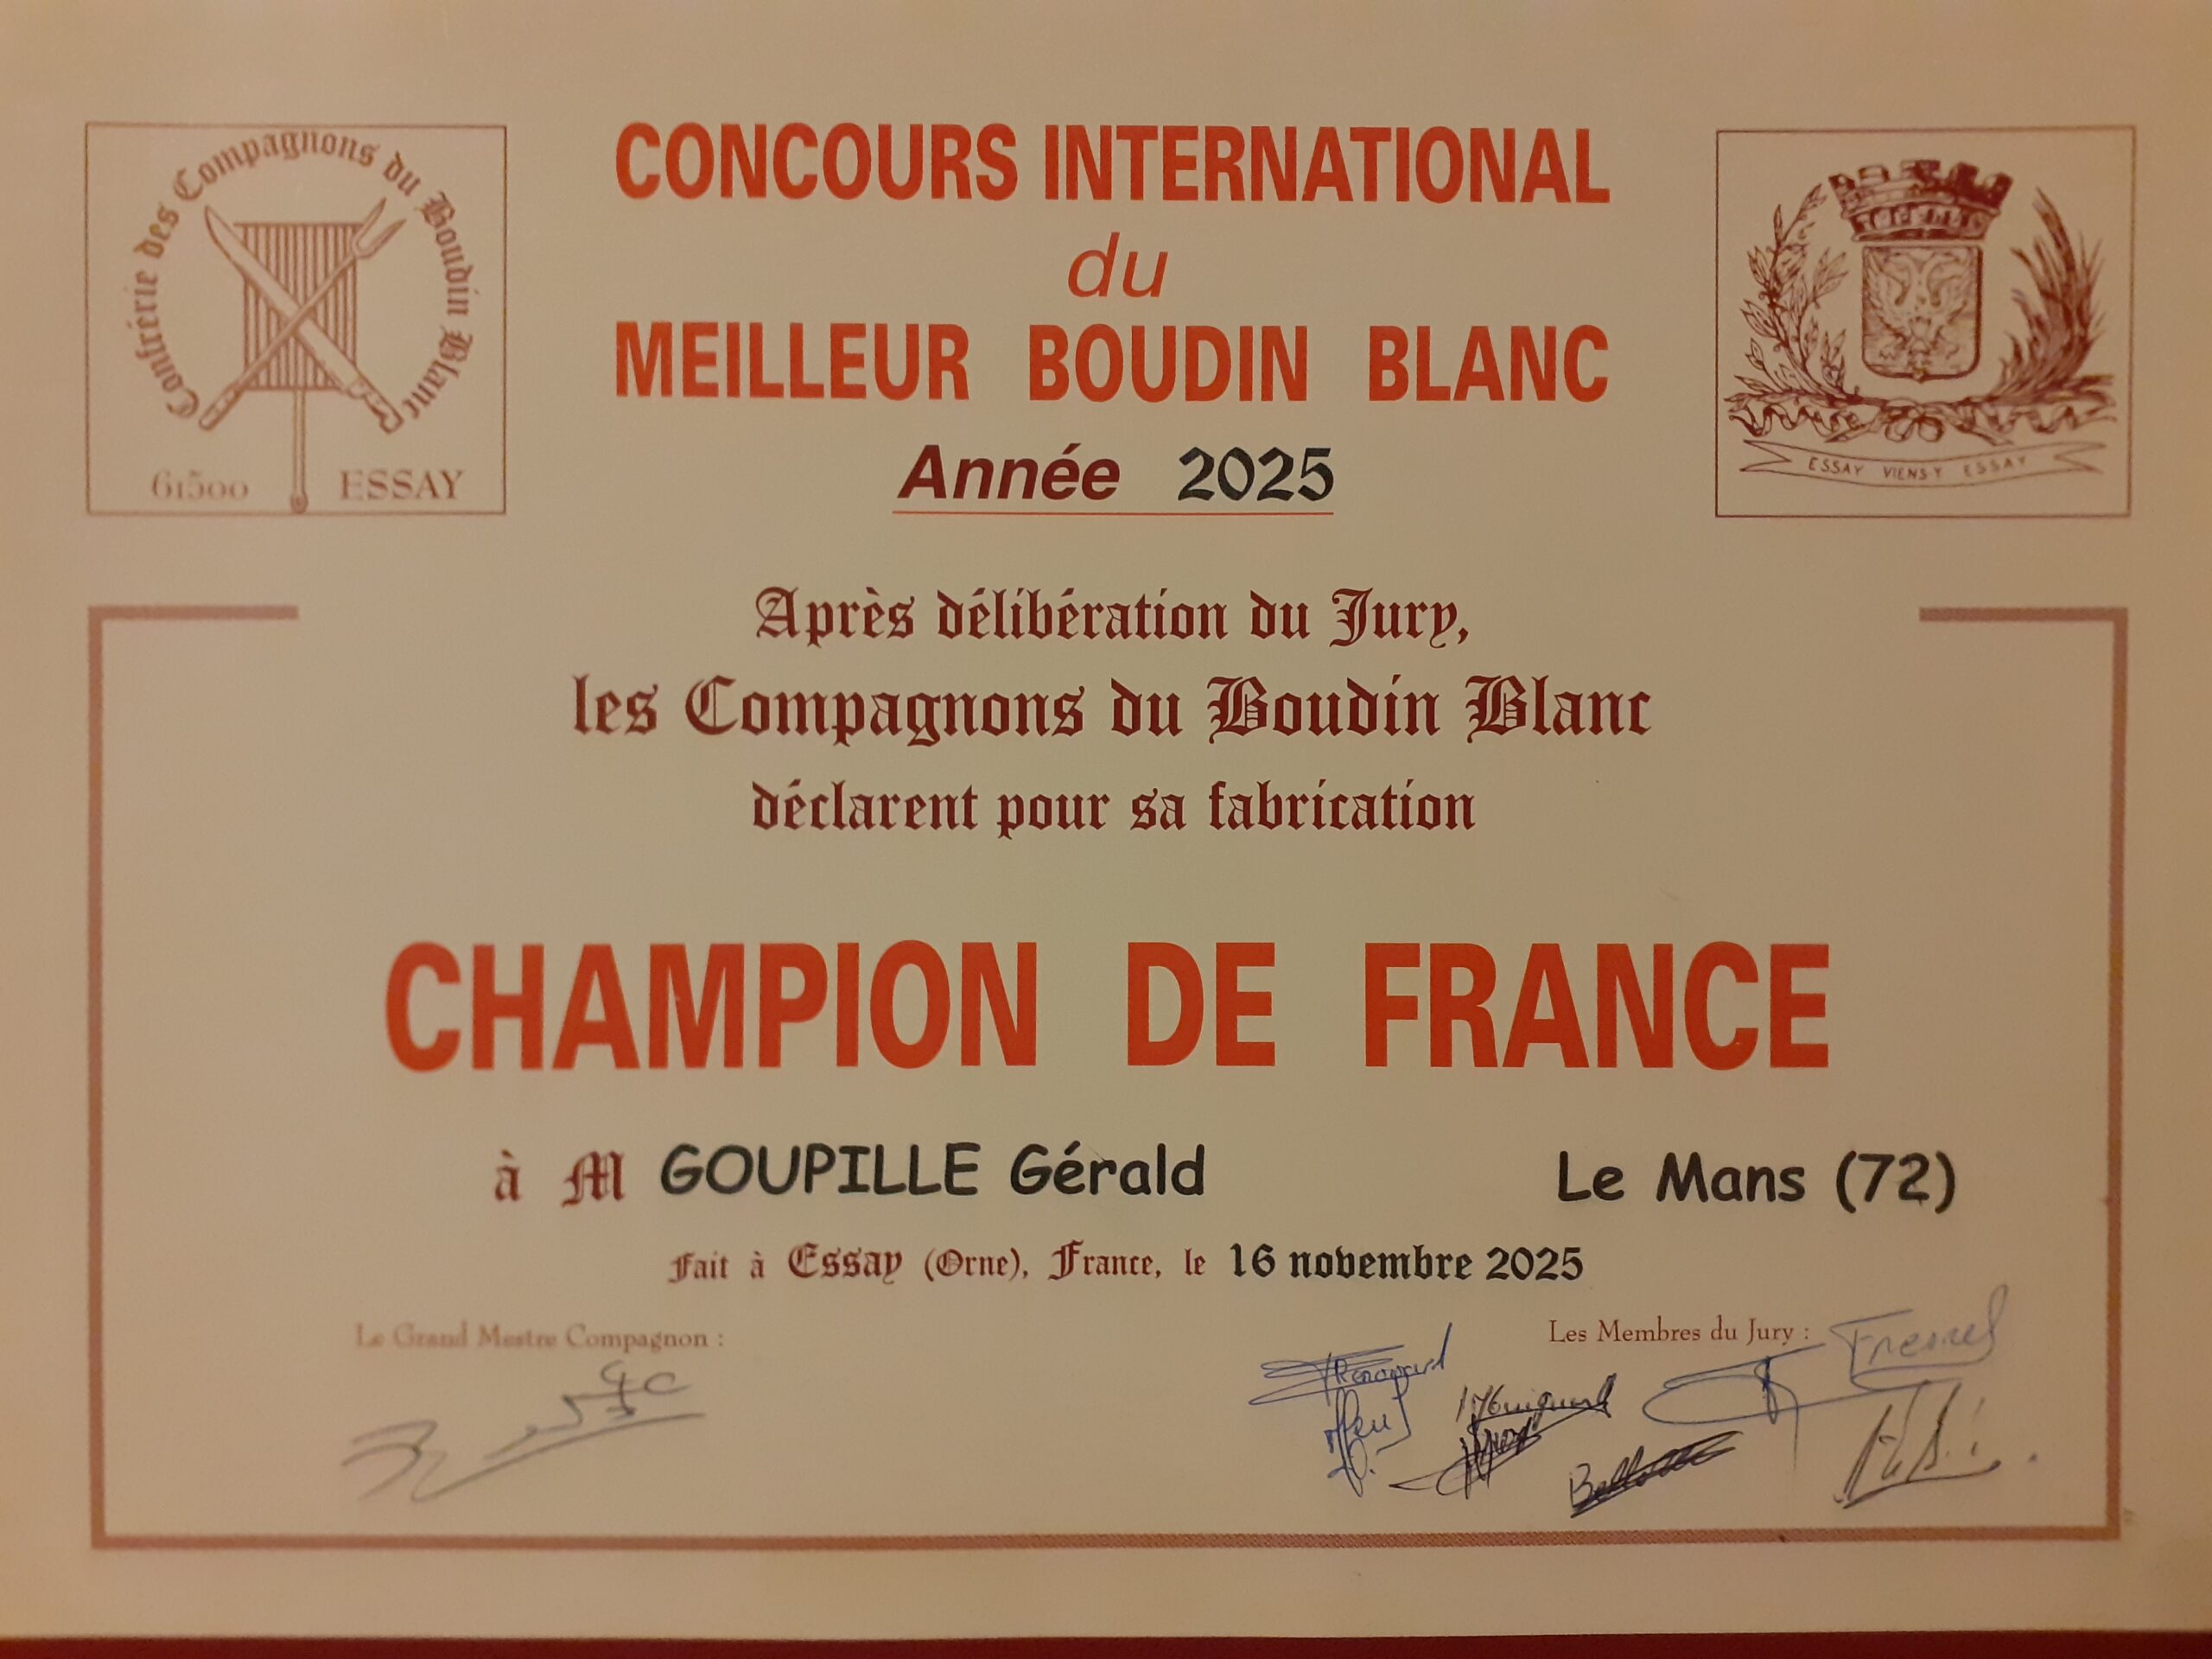 Confrérie des Compagnons du Boudin Blanc
61500 ESSAY
CONCOURS INTERNATIONAL
du
MEILLEUR BOUDIN BLANC
Année 2025
ESSAY VIENS Y ESSAY
Après délibération du Jury,
les Compagnons du Boudin Blanc
déclarent pour sa fabrication
CHAMPION DE FRANCE
à M GOUPILLE Gérald Le Mans (72)
Fait à Essay (Orne), France, le 16 novembre 2025
Le Grand Mestre Compagnon :
Les Membres du Jury :